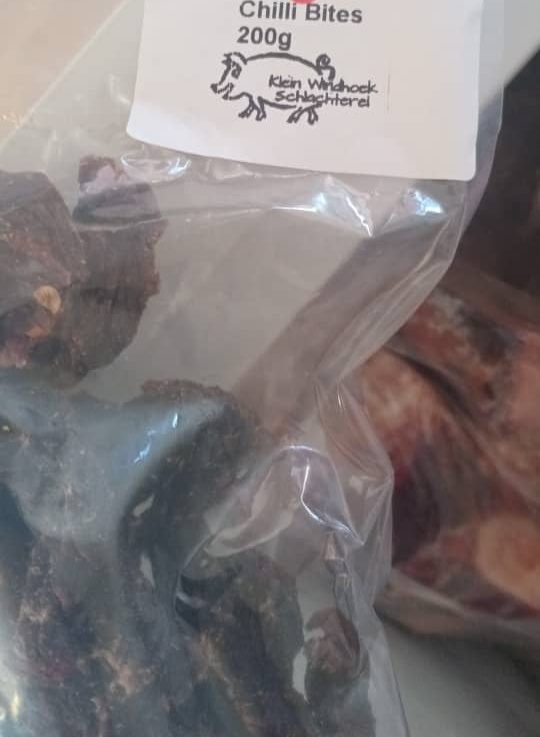 Chilli Bites
200g
Klein Windhoek
Schlachterei